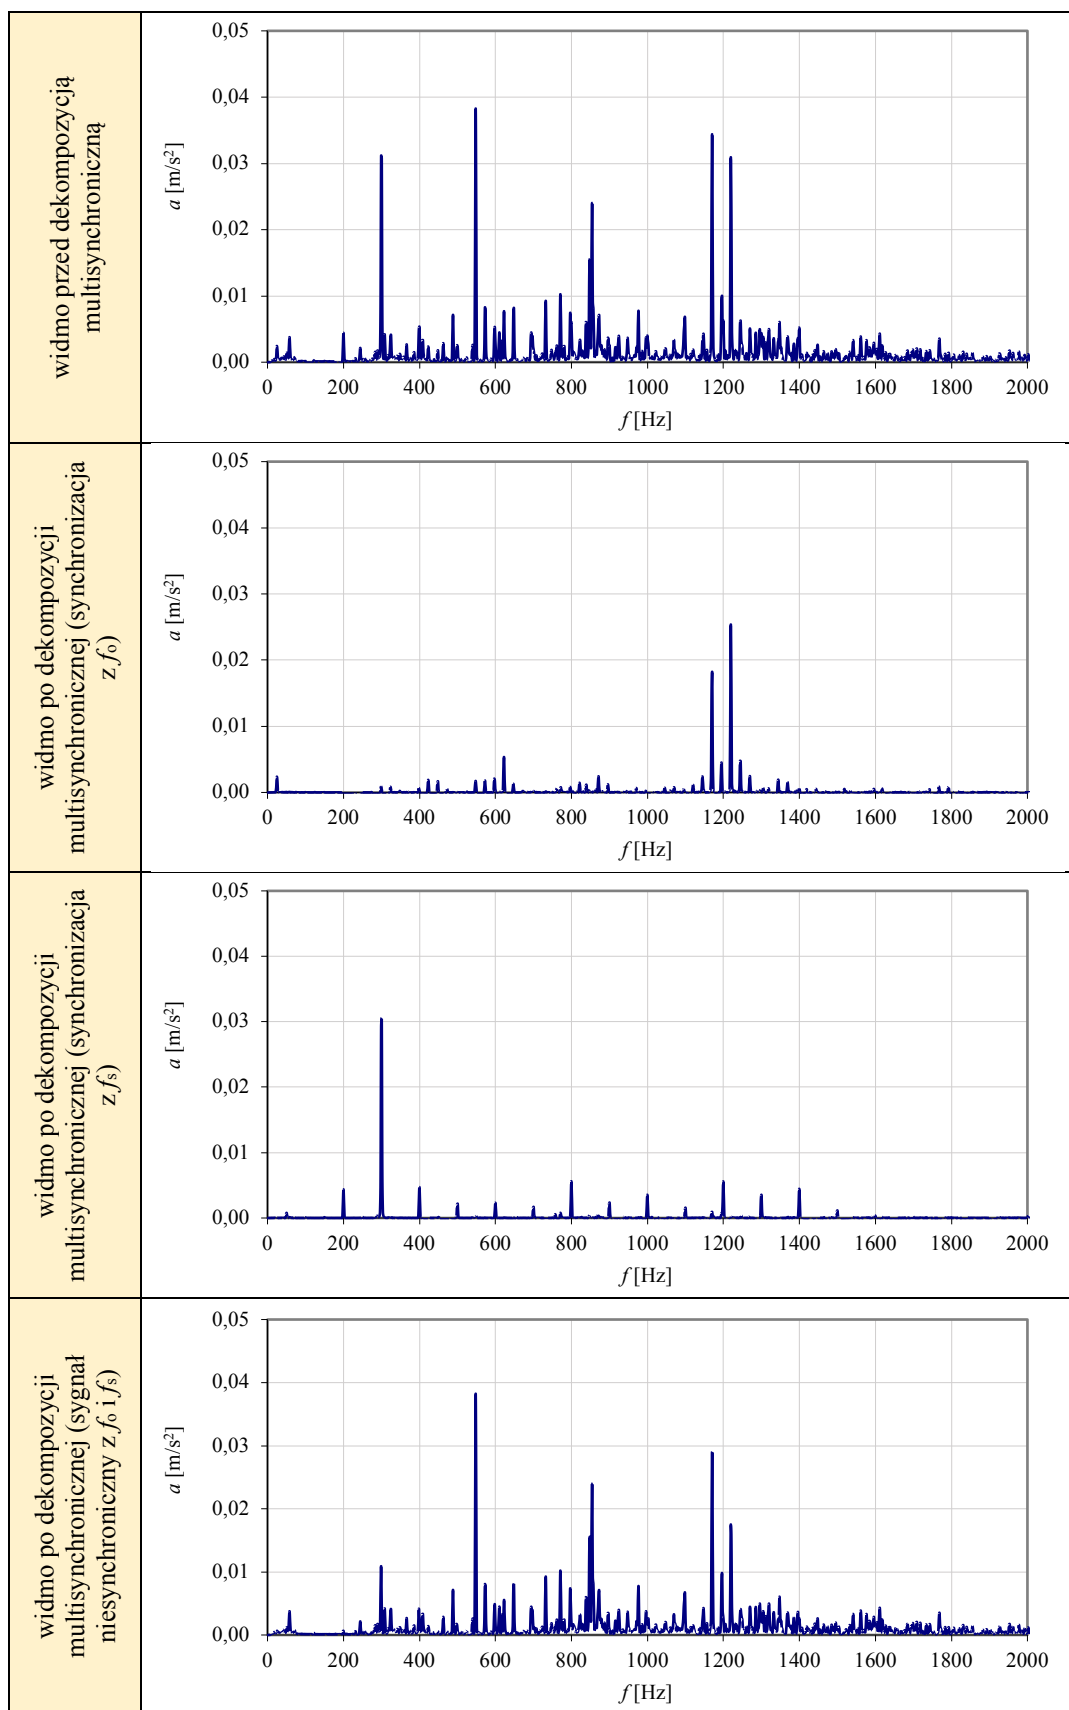 widmo przed dekompozycją
multisynchroniczną
0,05
0,04
0,03
0,02
0,01
0,00
a [m/s²]
0 200 400 600 800 1000 1200 1400 1600 1800 2000
f [Hz]
widmo po dekompozycji
multisynchronicznej (synchronizacja
z fo)
0,05
0,04
0,03
0,02
0,01
0,00
a [m/s²]
0 200 400 600 800 1000 1200 1400 1600 1800 2000
f [Hz]
widmo po dekompozycji
multisynchronicznej (synchronizacja
z fs)
0,05
0,04
0,03
0,02
0,01
0,00
a [m/s²]
0 200 400 600 800 1000 1200 1400 1600 1800 2000
f [Hz]
widmo po dekompozycji
multisynchronicznej (sygnał
niesynchroniczny z fo i fs)
0,05
0,04
0,03
0,02
0,01
0,00
a [m/s²]
0 200 400 600 800 1000 1200 1400 1600 1800 2000
f [Hz]